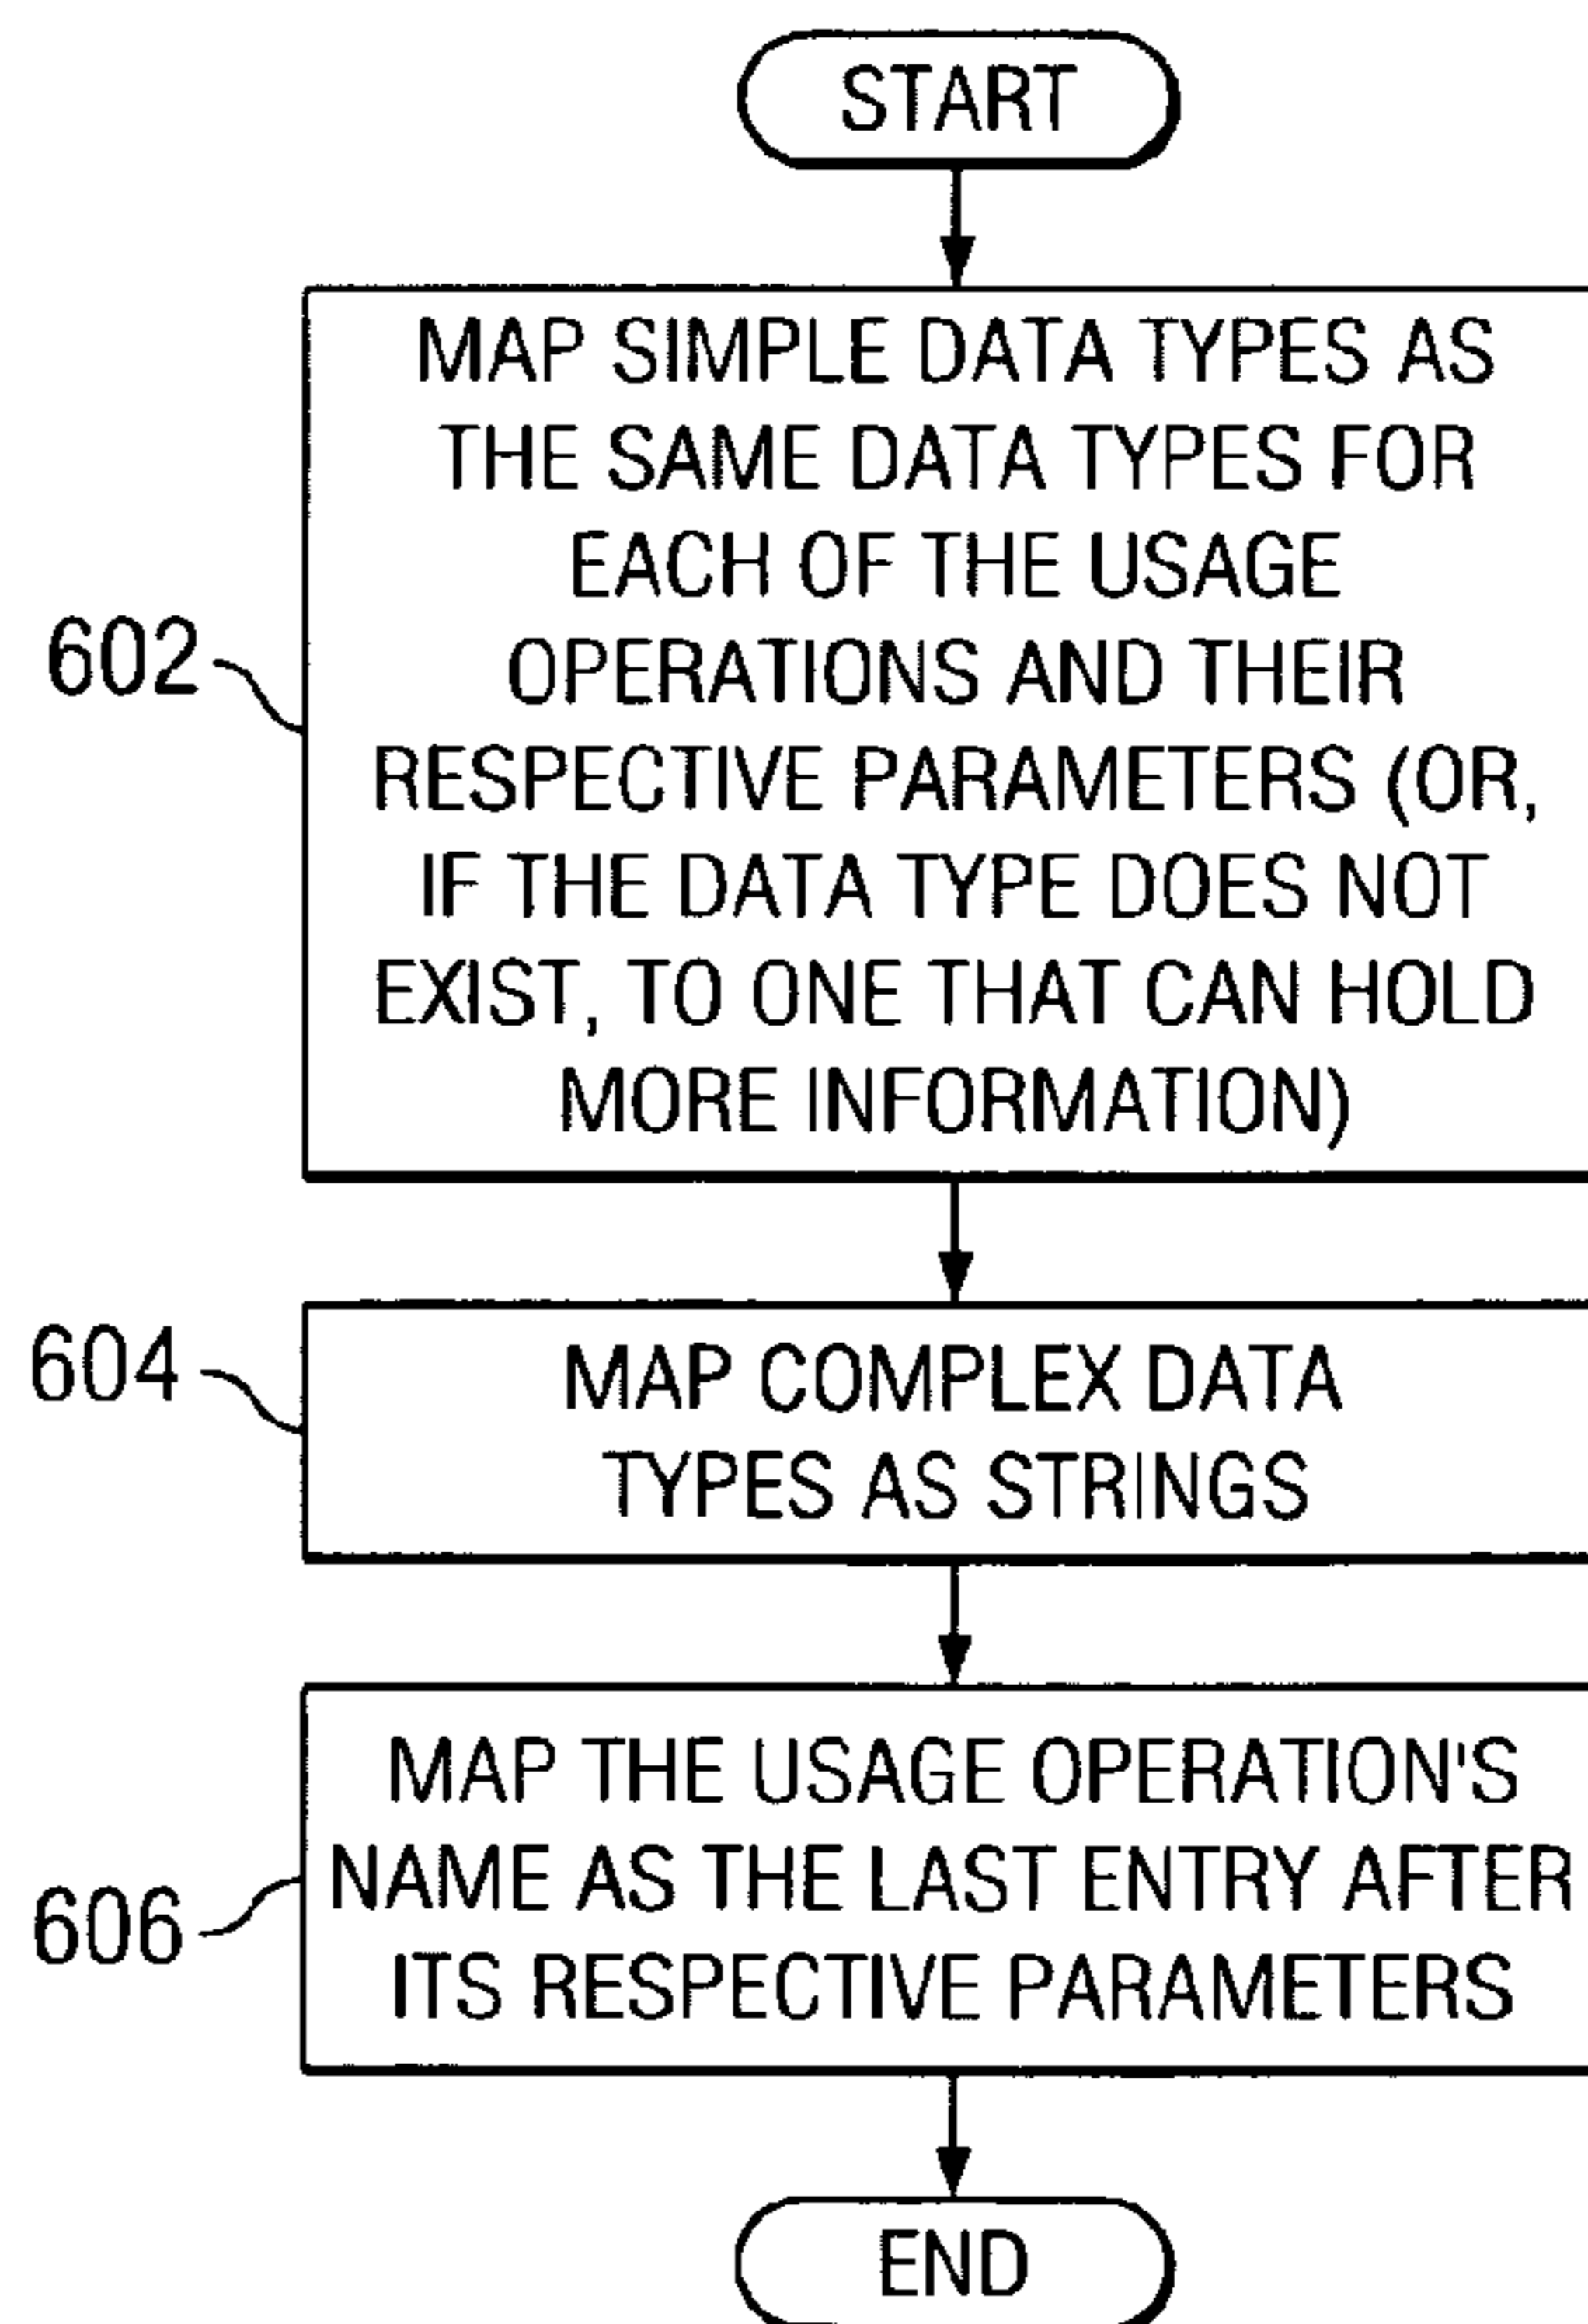 START
MAP SIMPLE DATA TYPES AS
THE SAME DATA TYPES FOR
EACH OF THE USAGE
OPERATIONS AND THEIR
RESPECTIVE PARAMETERS (OR,
IF THE DATA TYPE DOES NOT
EXIST, TO ONE THAT CAN HOLD
MORE INFORMATION)
602
MAP COMPLEX DATA
TYPES AS STRINGS
604
MAP THE USAGE OPERATION'S
NAME AS THE LAST ENTRY AFTER
ITS RESPECTIVE PARAMETERS
606
END